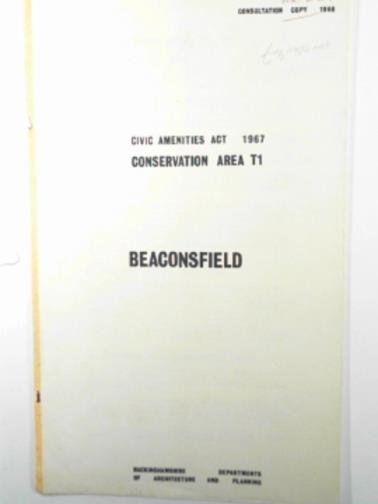 CONSULTATION COPY 1968
CIVIC AMENITIES ACT 1967
CONSERVATION AREA T1
BEACONSFIELD
BUCKINGHAMSHIRE DEPARTMENTS
OF ARCHITECTURE AND PLANNING